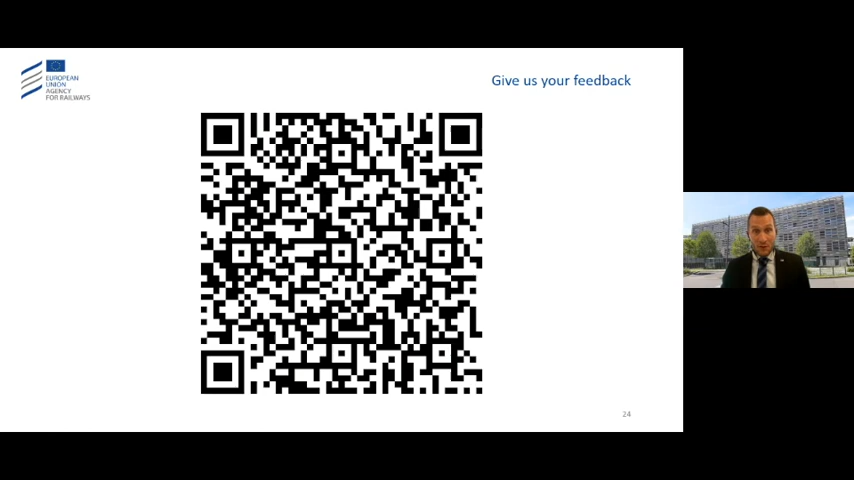 EUROPEAN
UNION
AGENCY
FOR RAILWAYS
Give us your feedback
24